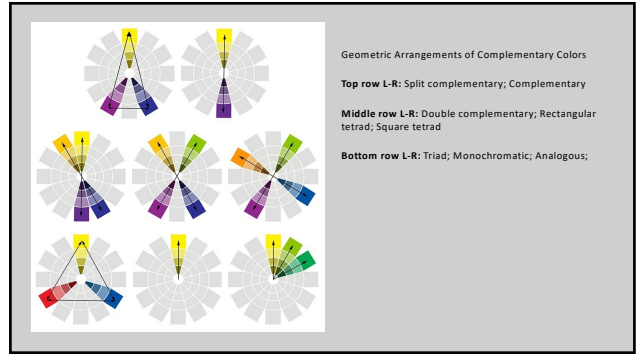 Geometric Arrangements of Complementary Colors
Top row L-R: Split complementary; Complementary
Middle row L-R: Double complementary; Rectangular
tetrad; Square tetrad
Bottom row L-R: Triad; Monochromatic; Analogous;